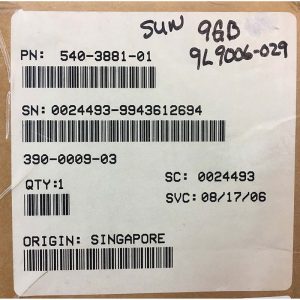 SUN 9GB
9L9006-029
PN: 540-3881-01
SN: 0024493-9943612694
390-0009-03
SC: 0024493
QTY:1
SVC: 08/17/06
ORIGIN: SINGAPORE